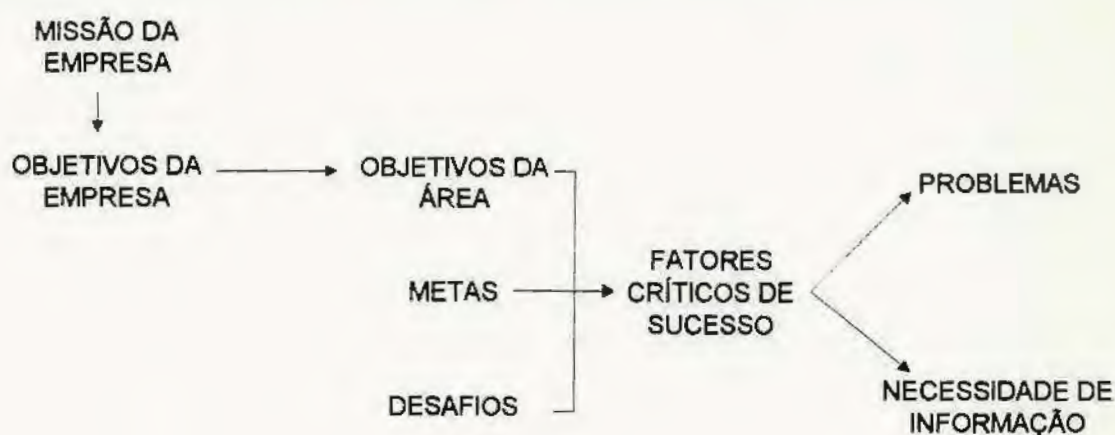 MISSÃO DA
EMPRESA
OBJETIVOS DA
EMPRESA
OBJETIVOS DA
ÁREA
METAS
DESAFIOS
FATORES
CRÍTICOS DE
SUCESSO
PROBLEMAS
NECESSIDADE DE
INFORMAÇÃO